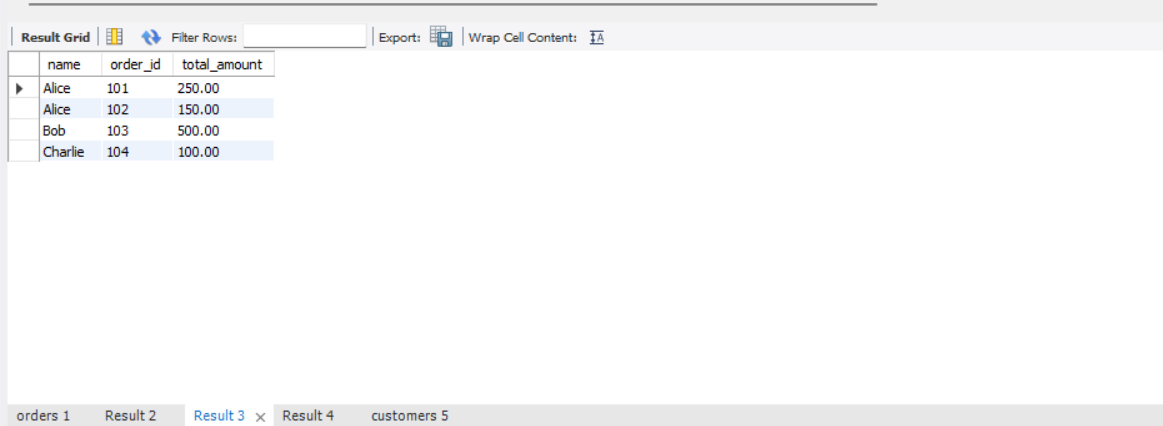 Result Grid Filter Rows: Export: Wrap Cell Content:
name order_id total_amount
Alice 101 250.00
Alice 102 150.00
Bob 103 500.00
Charlie 104 100.00
orders 1 Result 2 Result 3 Result 4 customers 5